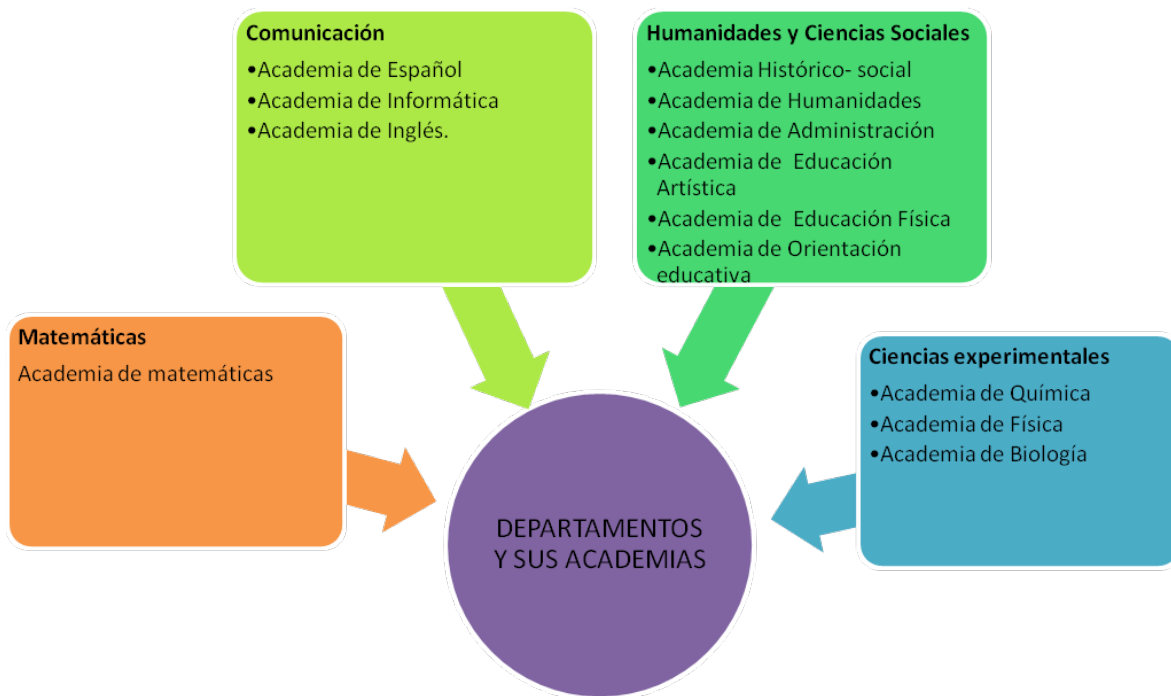 Comunicación
•Academia de Español
•Academia de Informática
•Academia de Inglés.
Humanidades y Ciencias Sociales
•Academia Histórico- social
•Academia de Humanidades
•Academia de Administración
•Academia de  Educación
Artística
•Academia de  Educación Física
•Academia de Orientación
educativa
Matemáticas
Academia de matemáticas
Ciencias experimentales
•Academia de Química
•Academia de Física
•Academia de Biología
DEPARTAMENTOS
Y SUS ACADEMIAS